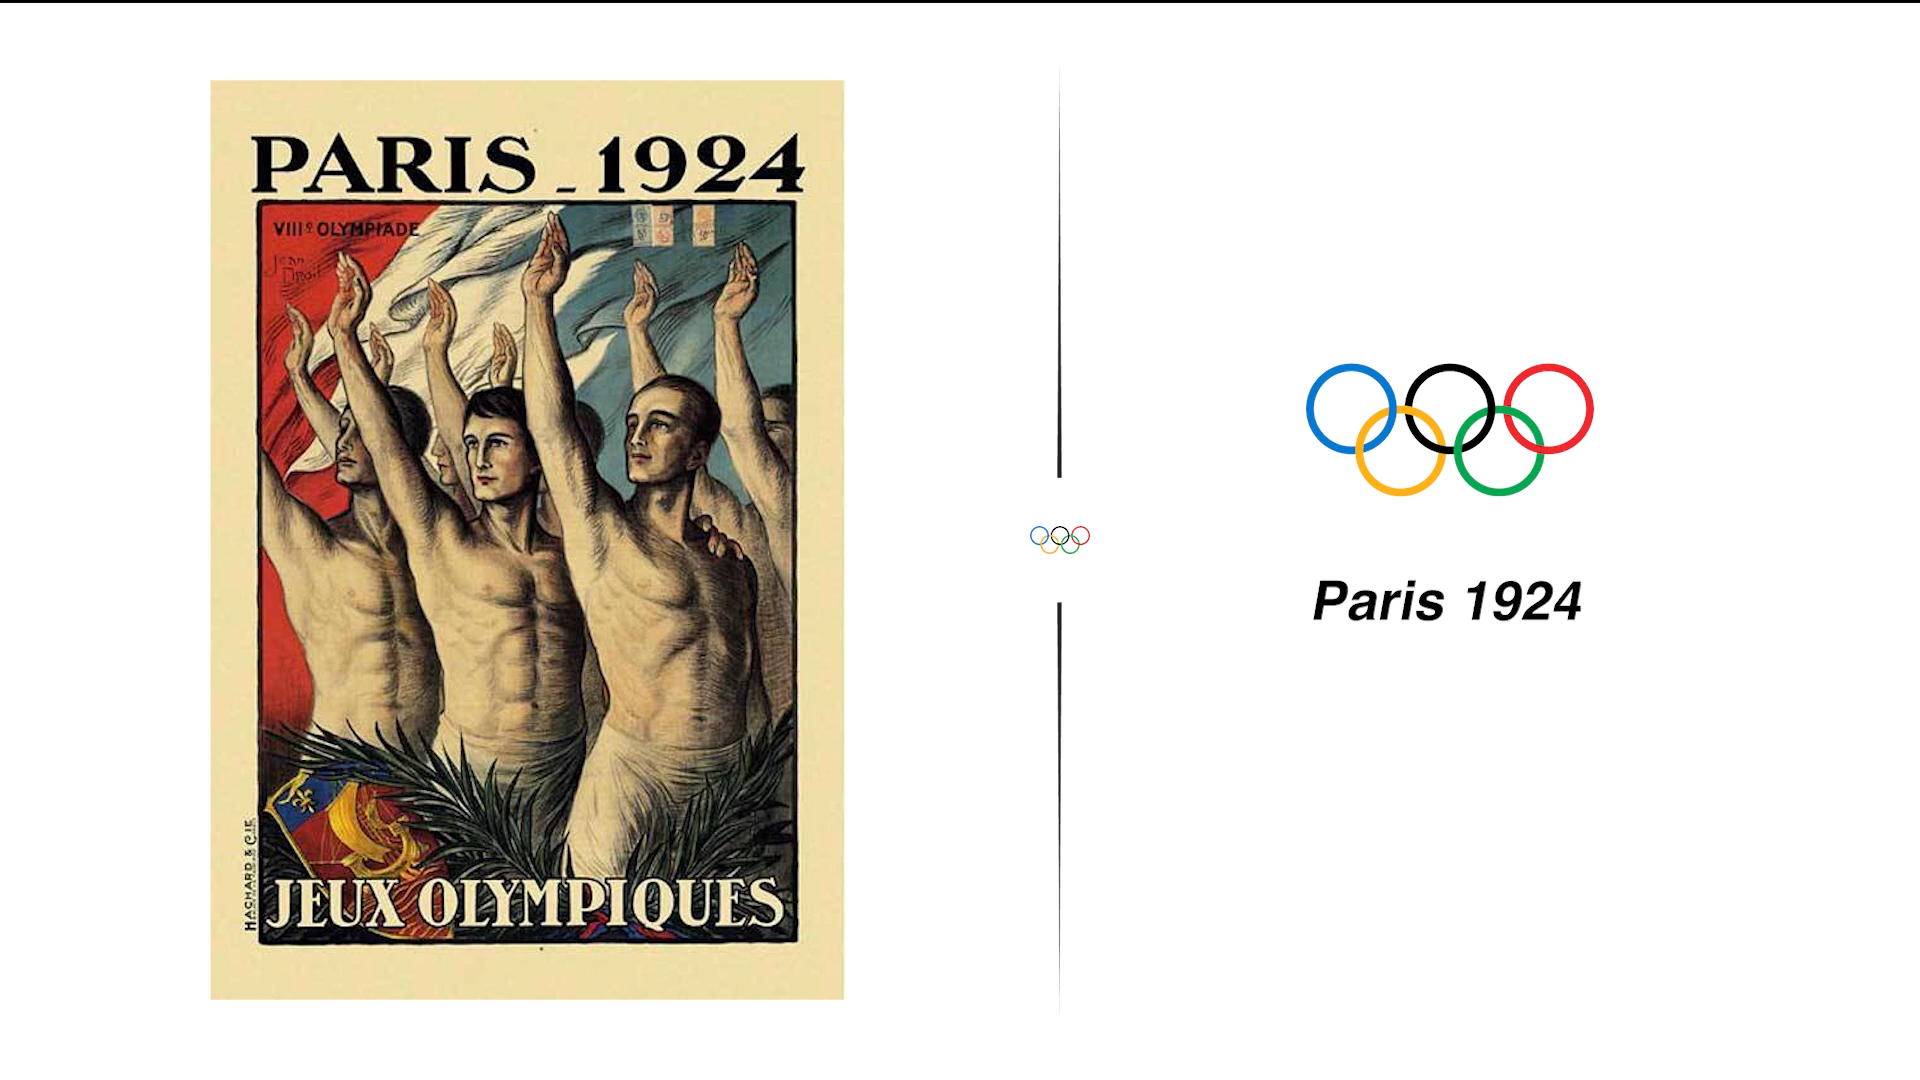 PARIS - 1924
VIIIe OLYMPIADE
Jean
Droit
HACHARD & CIE
JEUX OLYMPIQUES
Paris 1924